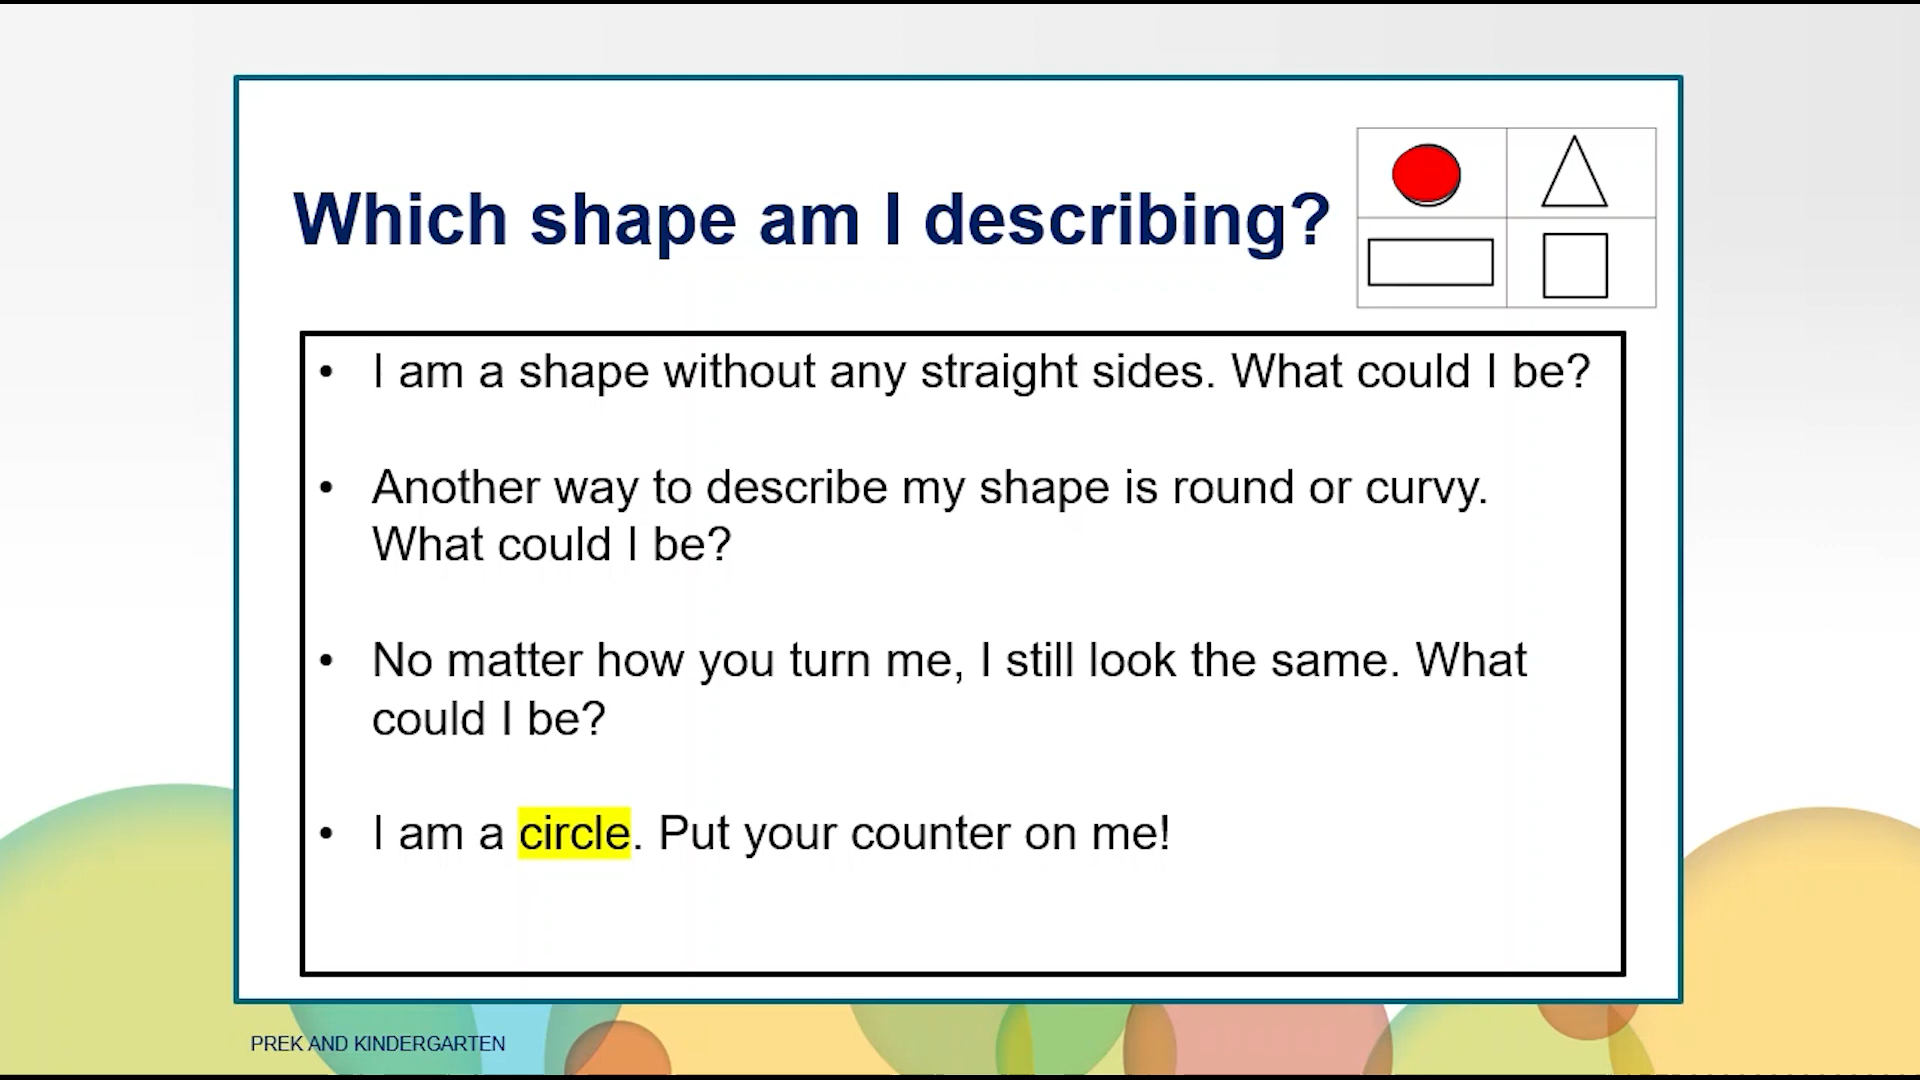 Which shape am I describing?
• I am a shape without any straight sides. What could I be?
• Another way to describe my shape is round or curvy.
What could I be?
• No matter how you turn me, I still look the same. What
could I be?
• I am a circle. Put your counter on me!
PREK AND KINDERGARTEN